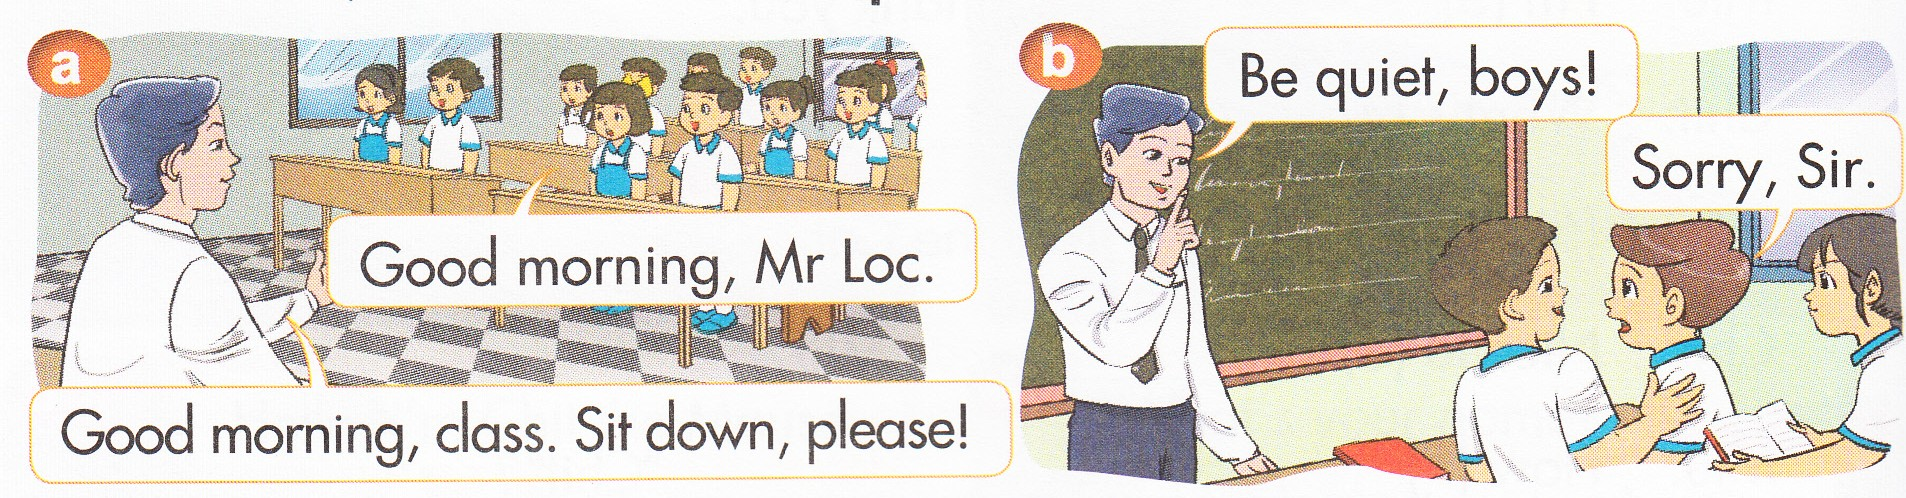 a
Good morning, Mr Loc.
Good morning, class. Sit down, please!
b
Be quiet, boys!
Sorry, Sir.